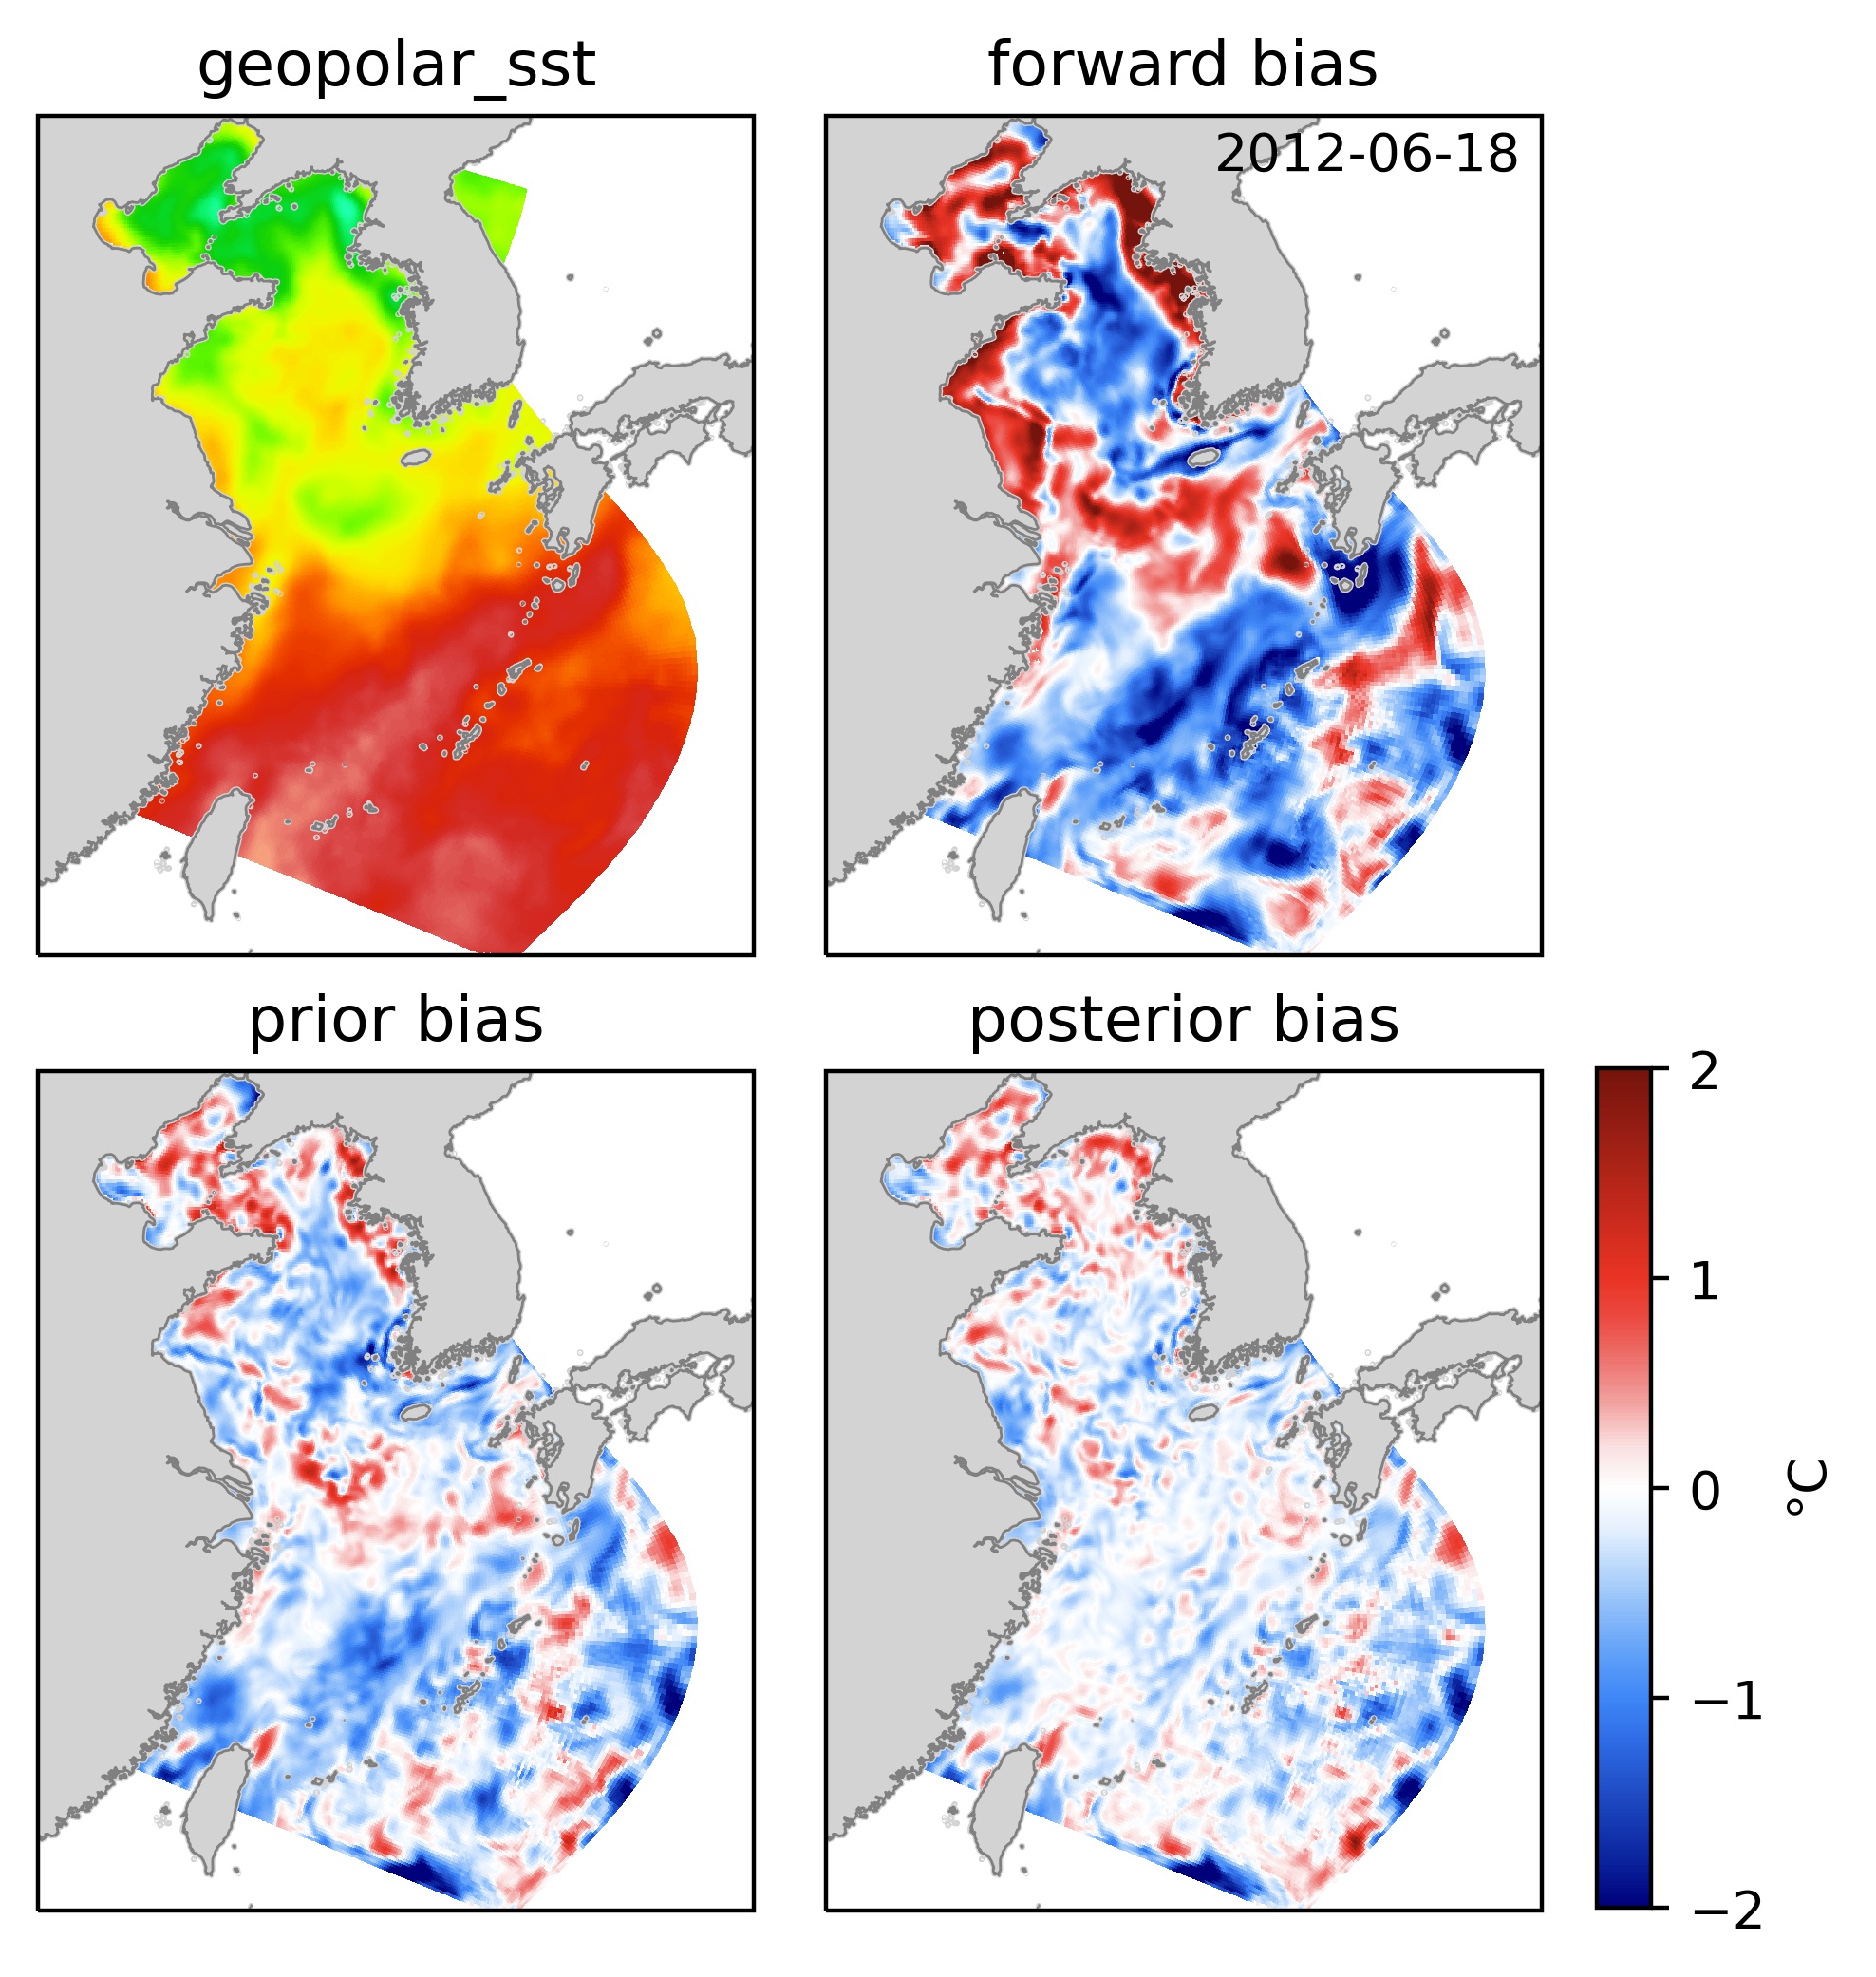 geopolar_sst
forward bias
2012-06-18
prior bias
posterior bias
2
1
0
−1
−2
°C